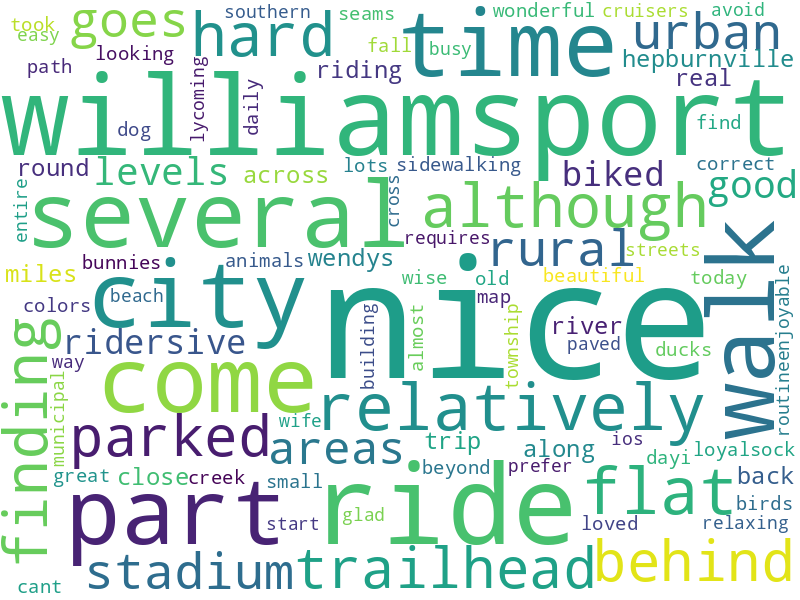 took
southern
seams
wonderful
cruisers
avoid
easy
goes
hard
time
urban
looking
fall
busy
hepburnville
path
riding
real
williamsport
lycoming
daily
dog
find
round
levels
across
lots
sidewalking
biked
correct
good
entire
several
cross
although
requires
rural
streets
walk
bunnies
animals
wendys
miles
city
beach
nice
wise
old
beautiful
today
colors
map
routineenjoyable
building
almost
township
river
finding
ridersive
paved
ducks
way
come
municipal
relatively
parked
wife
areas
trip
along
ios
loyalsock
great
close
creek
small
beyond
prefer
dayi
back
part
start
ride
glad
flat
loved
birds
relaxing
cant
stadium
trailhead
behind